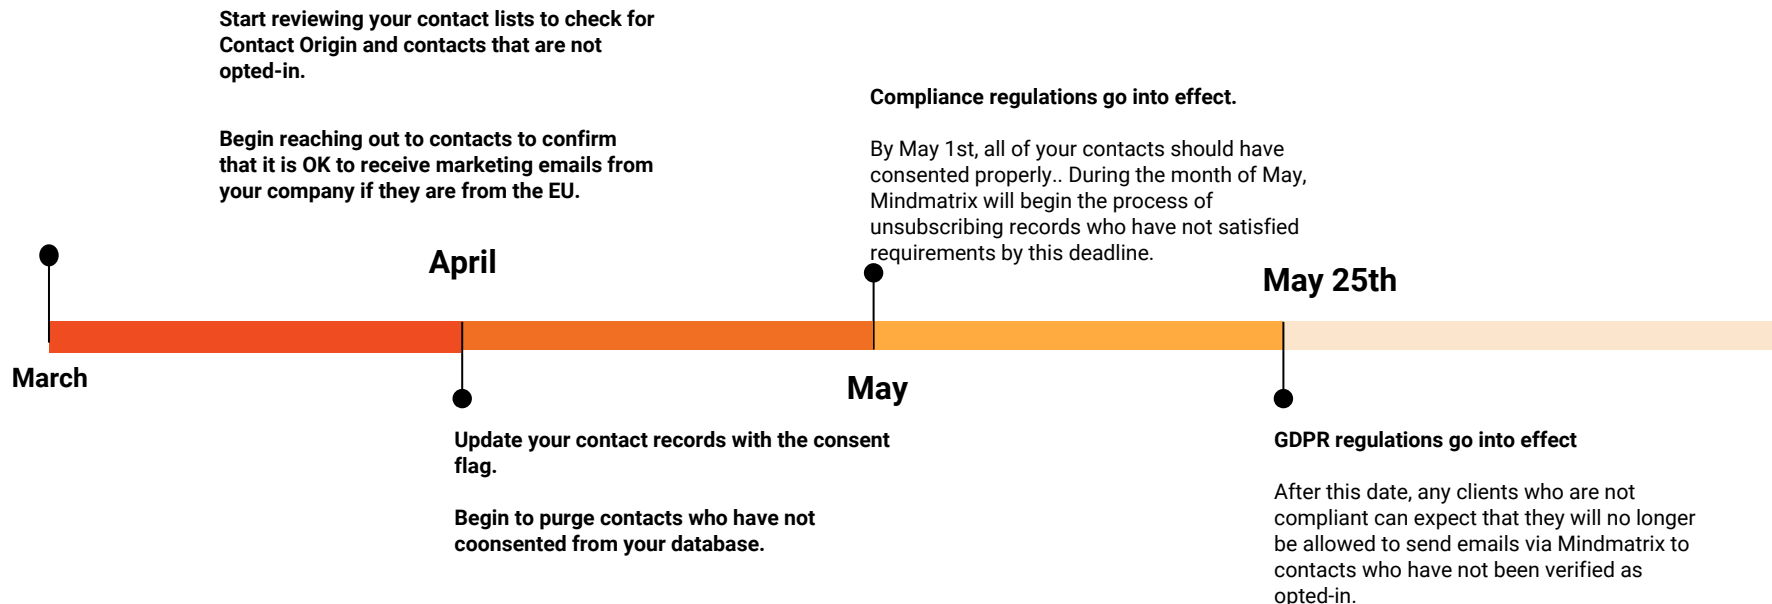 Start reviewing your contact lists to check for
Contact Origin and contacts that are not
opted-in.
Begin reaching out to contacts to confirm
that it is OK to receive marketing emails from
your company if they are from the EU.
Compliance regulations go into effect.
By May 1st, all of your contacts should have
consented properly.. During the month of May,
Mindmatrix will begin the process of
unsubscribing records who have not satisfied
requirements by this deadline.
April
May 25th
March
May
Update your contact records with the consent
flag.
Begin to purge contacts who have not
coonsented from your database.
GDPR regulations go into effect
After this date, any clients who are not
compliant can expect that they will no longer
be allowed to send emails via Mindmatrix to
contacts who have not been verified as
opted-in.